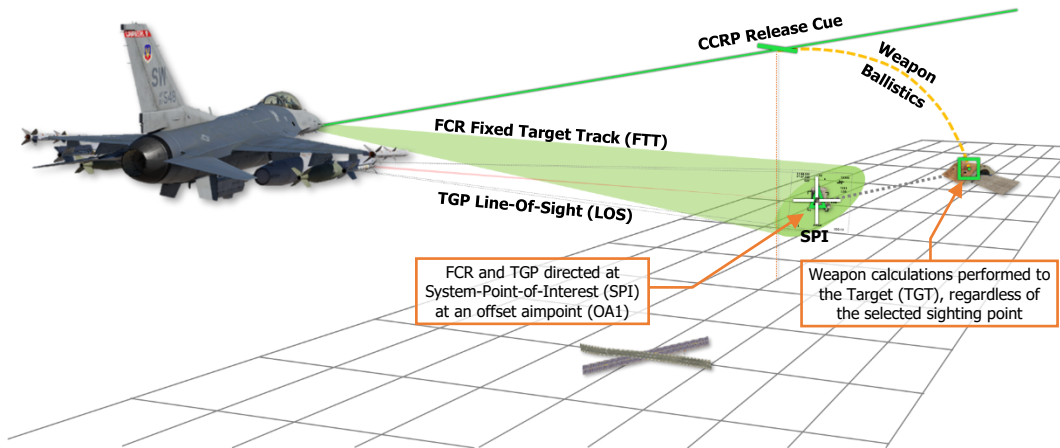 CCRP Release Cue
Weapon
Ballistics
SW
FCR Fixed Target Track (FTT)
TGP Line-Of-Sight (LOS)
SPI
FCR and TGP directed at
System-Point-of-Interest (SPI)
at an offset aimpoint (OA1)
Weapon calculations performed to
the Target (TGT), regardless of
the selected sighting point